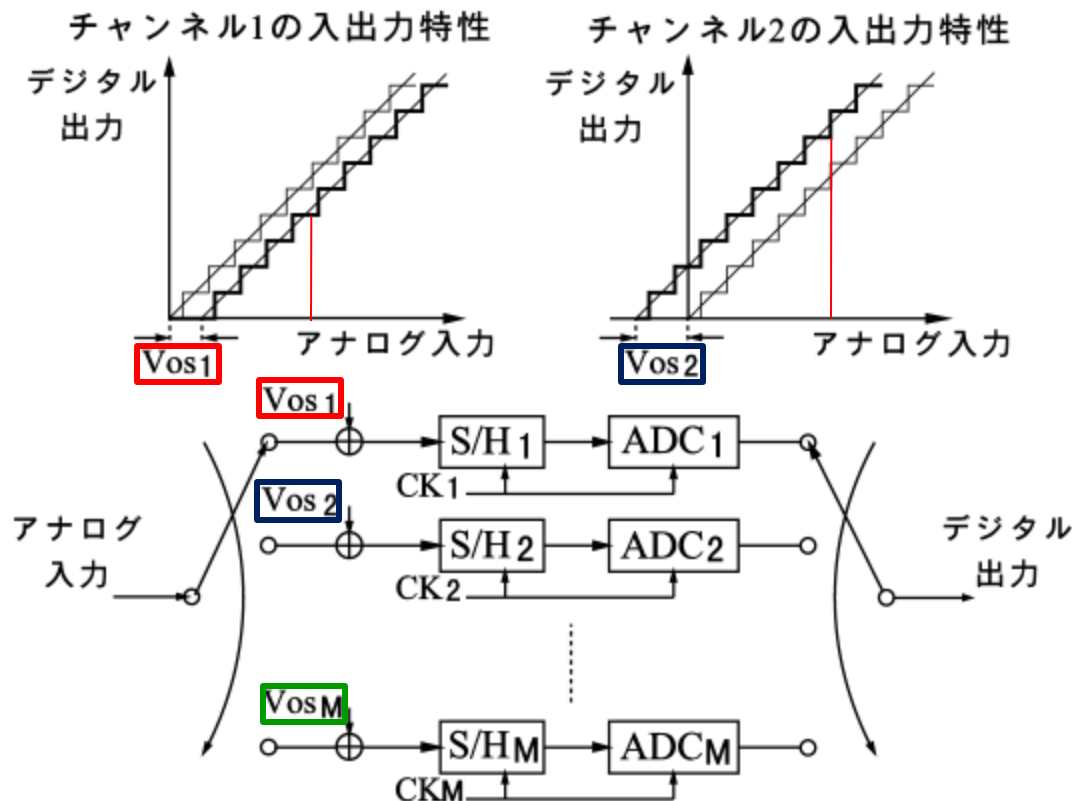 チャンネル1の入出力特性
チャンネル2の入出力特性
デジタル
出力
デジタル
出力
アナログ入力
アナログ入力
Vos1
Vos2
Vos1
S/H1
ADC1
CK1
Vos2
S/H2
ADC2
CK2
アナログ
入力
デジタル
出力
VosM
S/HM
ADCM
CKM